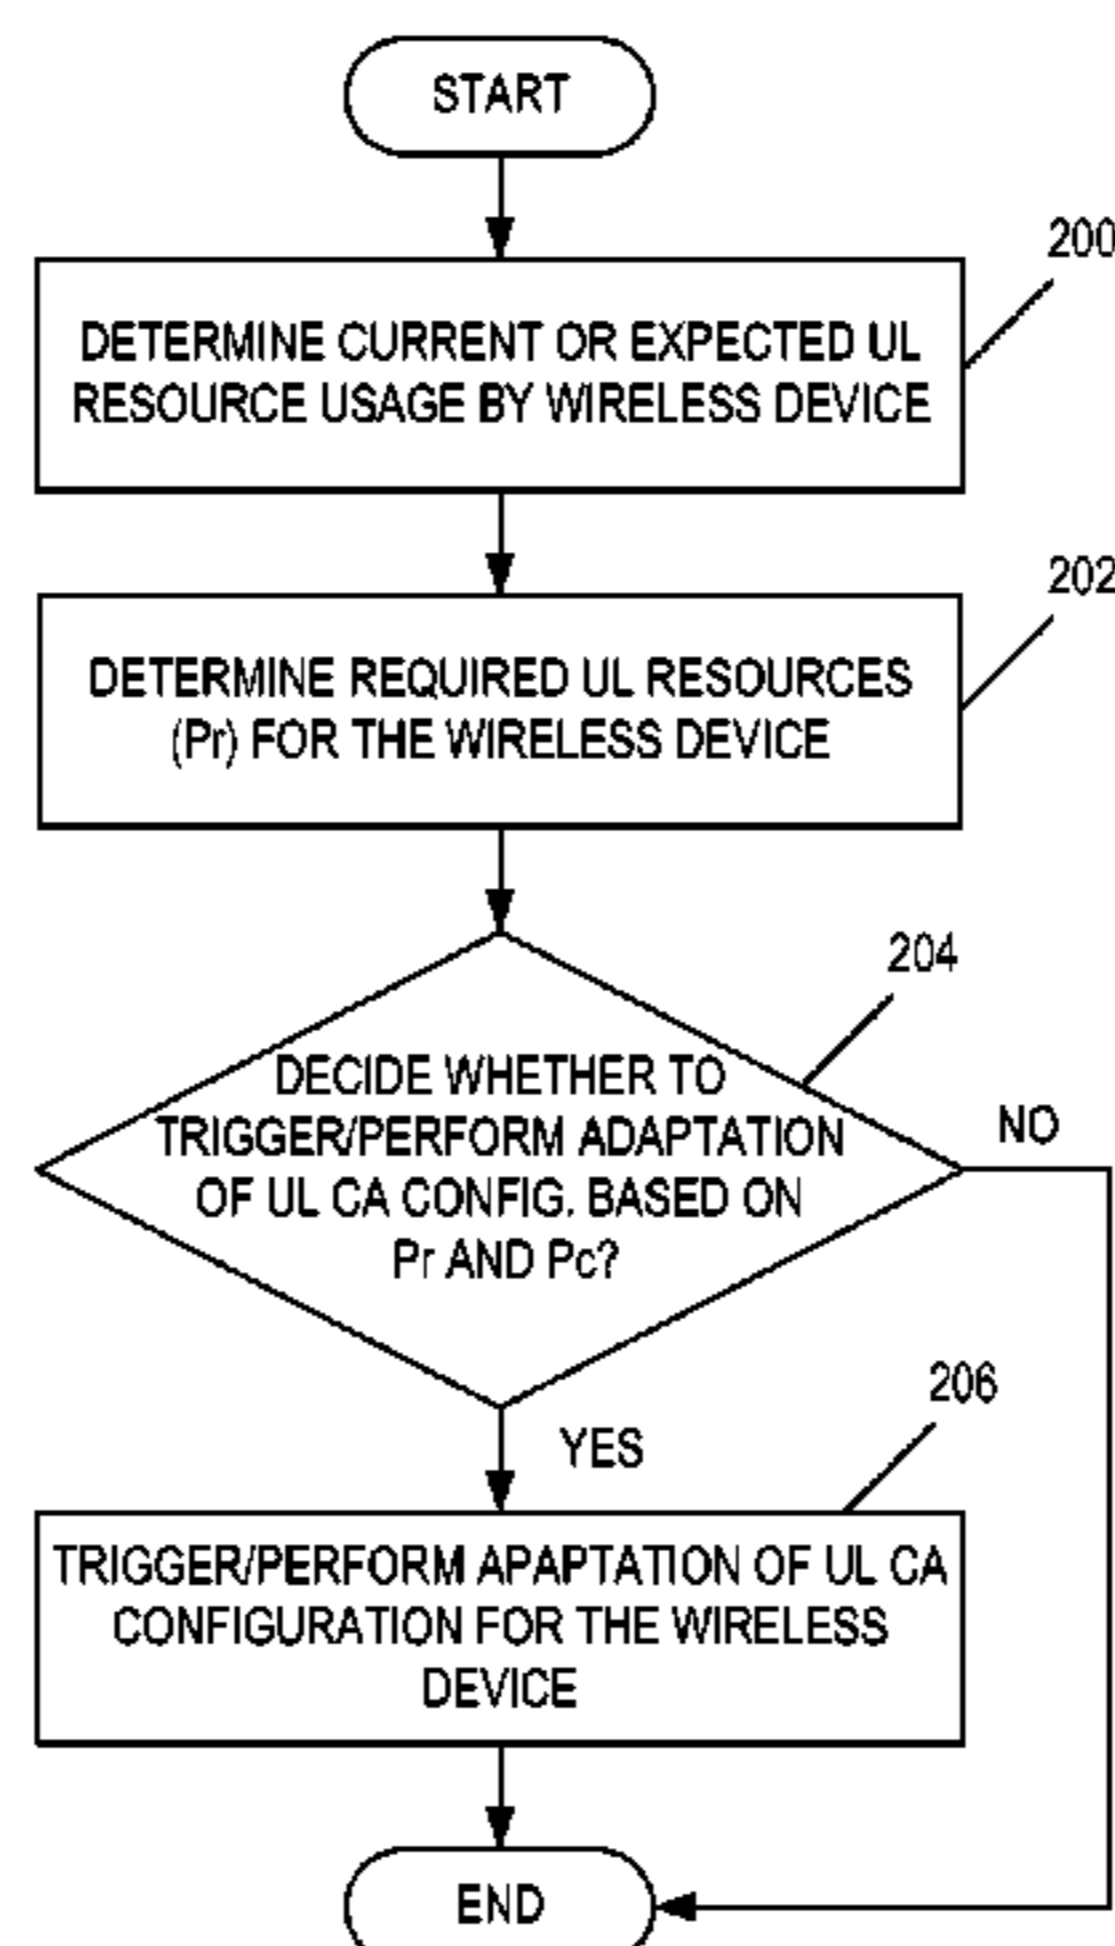 START
200
DETERMINE CURRENT OR EXPECTED UL
RESOURCE USAGE BY WIRELESS DEVICE
202
DETERMINE REQUIRED UL RESOURCES
(Pr) FOR THE WIRELESS DEVICE
204
DECIDE WHETHER TO
TRIGGER/PERFORM ADAPTATION
OF UL CA CONFIG. BASED ON
Pr AND Pc?
NO
YES
206
TRIGGER/PERFORM APAPTATION OF UL CA
CONFIGURATION FOR THE WIRELESS
DEVICE
END